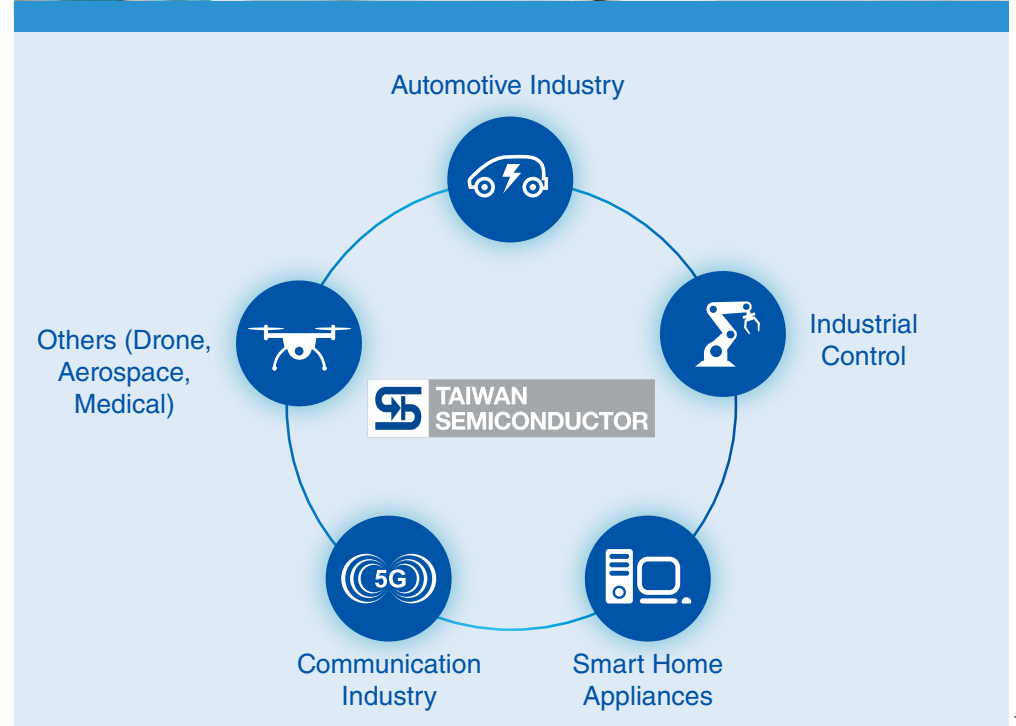 Automotive Industry
Industrial
Control
Others (Drone,
Aerospace,
Medical)
TAIWAN
SEMICONDUCTOR
5G
Communication
Industry
Smart Home
Appliances